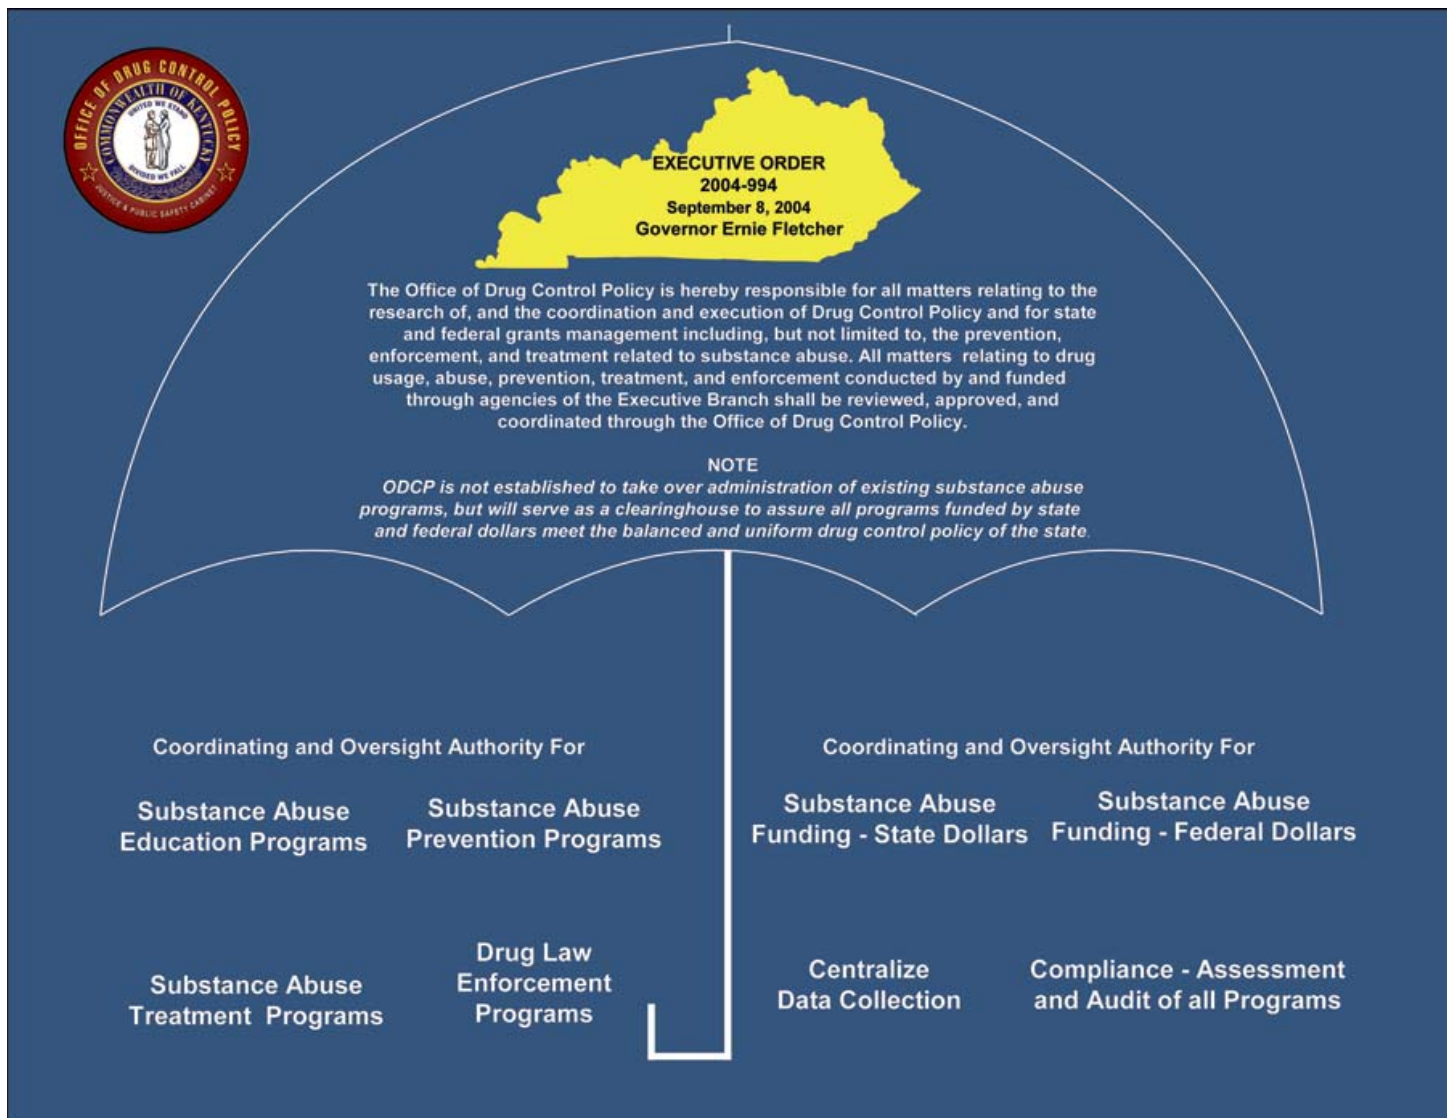 OFFICE OF DRUG CONTROL POLICY
COMMONWEALTH OF KENTUCKY
UNITED WE STAND
DIVIDED WE FALL
JUSTICE & PUBLIC SAFETY CABINET
EXECUTIVE ORDER
2004-994
September 8, 2004
Governor Ernie Fletcher
The Office of Drug Control Policy is hereby responsible for all matters relating to the
research of, and the coordination and execution of Drug Control Policy and for state
and federal grants management including, but not limited to, the prevention,
enforcement, and treatment related to substance abuse. All matters relating to drug
usage, abuse, prevention, treatment, and enforcement conducted by and funded
through agencies of the Executive Branch shall be reviewed, approved, and
coordinated through the Office of Drug Control Policy.
NOTE
ODCP is not established to take over administration of existing substance abuse
programs, but will serve as a clearinghouse to assure all programs funded by state
and federal dollars meet the balanced and uniform drug control policy of the state.
Coordinating and Oversight Authority For
Substance Abuse
Education Programs
Substance Abuse
Prevention Programs
Substance Abuse
Treatment Programs
Drug Law
Enforcement
Programs
Coordinating and Oversight Authority For
Substance Abuse
Funding - State Dollars
Substance Abuse
Funding - Federal Dollars
Centralize
Data Collection
Compliance - Assessment
and Audit of all Programs